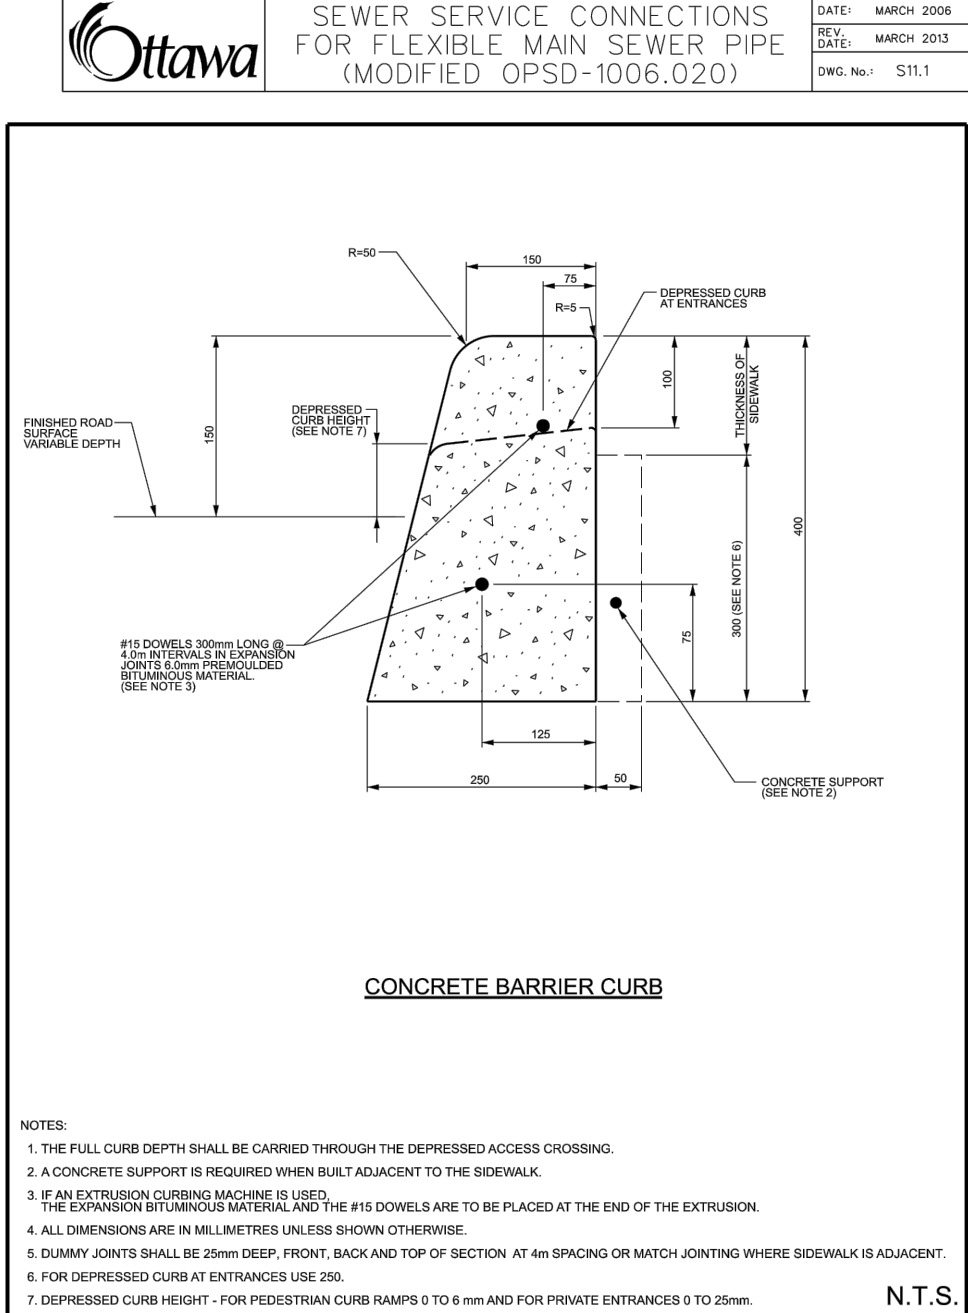 Ottawa
SEWER SERVICE CONNECTIONS
FOR FLEXIBLE MAIN SEWER PIPE
(MODIFIED OPSD-1006.020)
DATE: MARCH 2006
REV.
DATE: MARCH 2013
DWG. No.: S11.1
R=50
150
75
R=5
DEPRESSED CURB
AT ENTRANCES
FINISHED ROAD
SURFACE
VARIABLE DEPTH
150
DEPRESSED
CURB HEIGHT
(SEE NOTE 7)
100
THICKNESS OF
SIDEWALK
400
300 (SEE NOTE 6)
75
#15 DOWELS 300mm LONG @
4.0m INTERVALS IN EXPANSION
JOINTS 6.0mm PREMOULDED
BITUMINOUS MATERIAL.
(SEE NOTE 3)
125
250
50
CONCRETE SUPPORT
(SEE NOTE 2)
CONCRETE BARRIER CURB
NOTES:
1. THE FULL CURB DEPTH SHALL BE CARRIED THROUGH THE DEPRESSED ACCESS CROSSING.
2. A CONCRETE SUPPORT IS REQUIRED WHEN BUILT ADJACENT TO THE SIDEWALK.
3. IF AN EXTRUSION CURBING MACHINE IS USED,
THE EXPANSION BITUMINOUS MATERIAL AND THE #15 DOWELS ARE TO BE PLACED AT THE END OF THE EXTRUSION.
4. ALL DIMENSIONS ARE IN MILLIMETRES UNLESS SHOWN OTHERWISE.
5. DUMMY JOINTS SHALL BE 25mm DEEP, FRONT, BACK AND TOP OF SECTION AT 4m SPACING OR MATCH JOINTING WHERE SIDEWALK IS ADJACENT.
6. FOR DEPRESSED CURB AT ENTRANCES USE 250.
7. DEPRESSED CURB HEIGHT - FOR PEDESTRIAN CURB RAMPS 0 TO 6 mm AND FOR PRIVATE ENTRANCES 0 TO 25mm.
N.T.S.